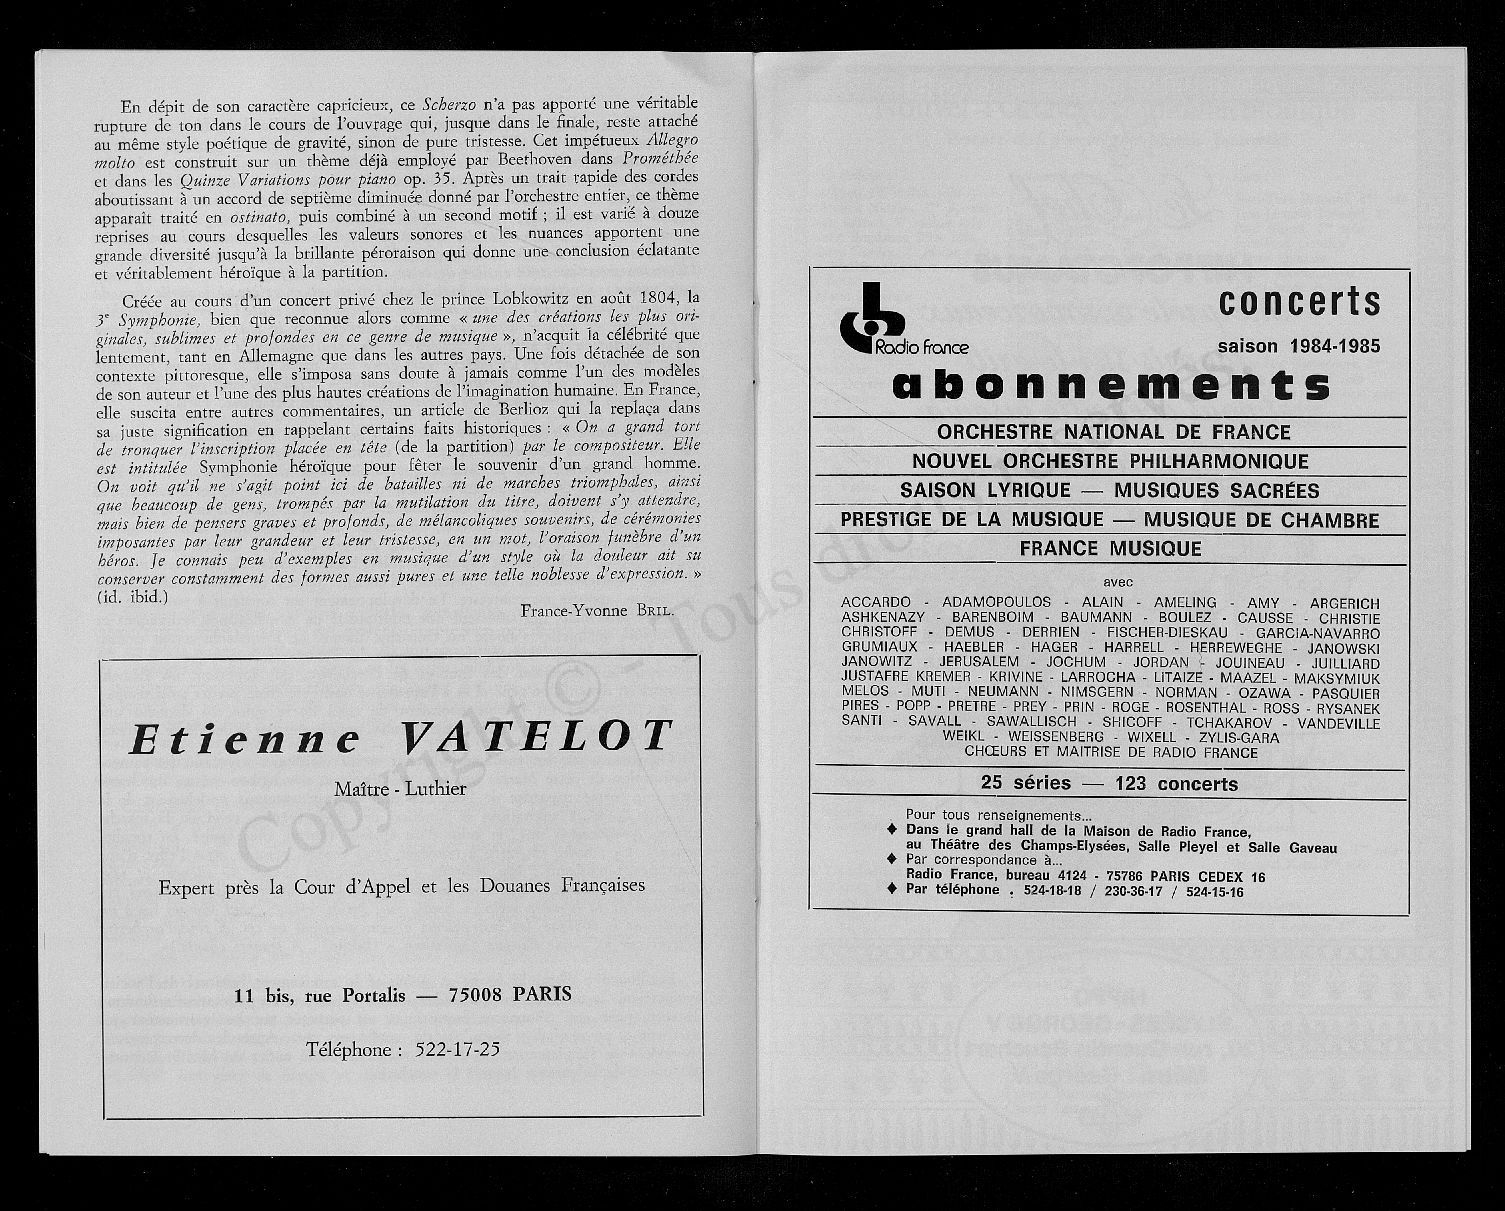 En dépit de son caractère capricieux, ce Scherzo n'a pas apporté une véritable
rupture de ton dans le cours de l'ouvrage qui, jusque dans le finale, reste attaché
au même style poétique de gravité, sinon de pure tristesse. Cet impétueux Allegro
molto est construit sur un thème déjà employé par Beethoven dans Prométhée
et dans les Quinze Variations pour piano op. 35. Après un trait rapide des cordes
aboutissant à un accord de septième diminuée donné par l'orchestre entier, ce thème
apparait traité en ostinato, puis combiné à un second motif ; il est varié à douze
reprises au cours desquelles les valeurs sonores et les nuances apportent une
grande diversité jusqu'à la brillante péroraison qui donne une conclusion éclatante
et véritablement héroïque à la partition.
Créée au cours d'un concert privé chez le prince Lobkowitz en août 1804, la
3e Symphonie, bien que reconnue alors comme « une des créations les plus ori-
ginales, sublimes et profondes en ce genre de musique », n'acquit la célébrité que
lentement, tant en Allemagne que dans les autres pays. Une fois détachée de son
contexte pittoresque, elle s'imposa sans doute à jamais comme l'un des modèles
de son auteur et l'une des plus hautes créations de l'imagination humaine. En France,
elle suscita entre autres commentaires, un article de Berlioz qui la replaça dans
sa juste signification en rappelant certains faits historiques : « On a grand tort
de tronquer l'inscription placée en tête (de la partition) par le compositeur. Elle
est intitulée Symphonie héroïque pour fêter le souvenir d'un grand homme.
On voit qu'il ne s'agit point ici de batailles ni de marches triomphales, ainsi
que beaucoup de gens, trompés par la mutilation du titre, doivent s'y attendre,
mais bien de pensers graves et profonds, de mélancoliques souvenirs, de cérémonies
imposantes par leur grandeur et leur tristesse, en un mot, l'oraison funèbre d'un
héros. Je connais peu d'exemples en musique d'un style où la douleur ait su
conserver constamment des formes aussi pures et une telle noblesse d'expression. »
(id. ibid.)
France-Yvonne BRIL.
Etienne VATELOT
Maître - Luthier
Expert près la Cour d'Appel et les Douanes Françaises
11 bis, rue Portalis — 75008 PARIS
Téléphone : 522-17-25
Copyright © - Tous droits
Radio france
concerts
saison 1984-1985
abonnements
ORCHESTRE NATIONAL DE FRANCE
NOUVEL ORCHESTRE PHILHARMONIQUE
SAISON LYRIQUE — MUSIQUES SACRÉES
PRESTIGE DE LA MUSIQUE — MUSIQUE DE CHAMBRE
FRANCE MUSIQUE
avec
ACCARDO - ADAMOPOULOS - ALAIN - AMELING - AMY - ARGERICH
ASHKENAZY - BARENBOIM - BAUMANN - BOULEZ - CAUSSE - CHRISTIE
CHRISTOFF - DEMUS - DERRIEN - FISCHER-DIESKAU - GARCIA-NAVARRO
GRUMIAUX - HAEBLER - HAGER - HARRELL - HERREWEGHE - JANOWSKI
JANOWITZ - JERUSALEM - JOCHUM - JORDAN - JOUINEAU - JUILLIARD
JUSTAFRE KREMER - KRIVINE - LARROCHA - LITAIZE - MAAZEL - MAKSYMIUK
MELOS - MUTI - NEUMANN - NIMSGERN - NORMAN - OZAWA - PASQUIER
PIRES - POPP - PRETRE - PREY - PRIN - ROGE - ROSENTHAL - ROSS - RYSANEK
SANTI - SAVALL - SAWALLISCH - SHICOFF - TCHAKAROV - VANDEVILLE
WEIKL - WEISSENBERG - WIXELL - ZYLIS-GARA
CHŒURS ET MAITRISE DE RADIO FRANCE
25 séries — 123 concerts
Pour tous renseignements...
♦ Dans le grand hall de la Maison de Radio France,
au Théâtre des Champs-Elysées, Salle Pleyel et Salle Gaveau
♦ Par correspondance à...
Radio France, bureau 4124 - 75786 PARIS CEDEX 16
♦ Par téléphone . 524-18-18 / 230-36-17 / 524-15-16